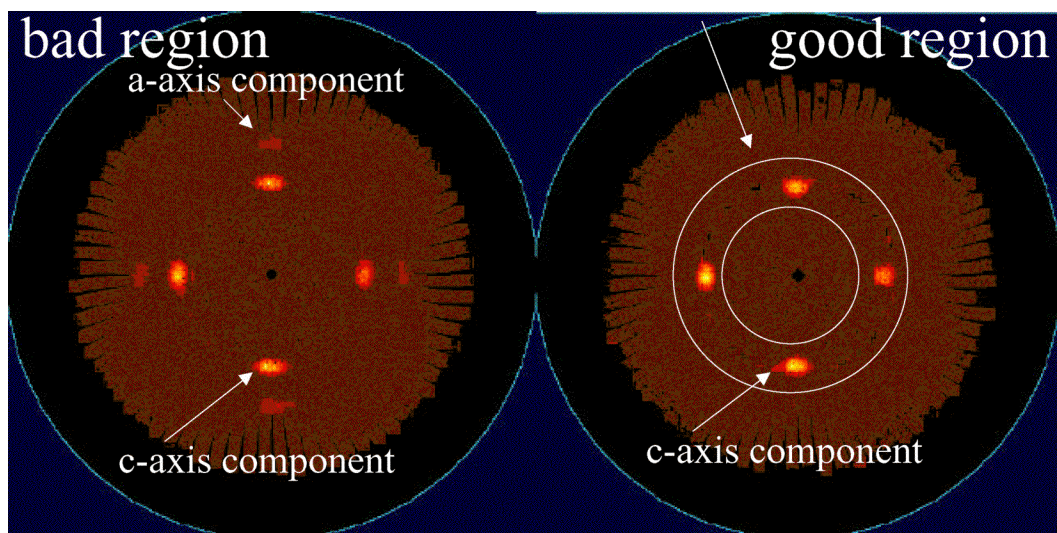 bad region
a-axis component
c-axis component
good region
c-axis component